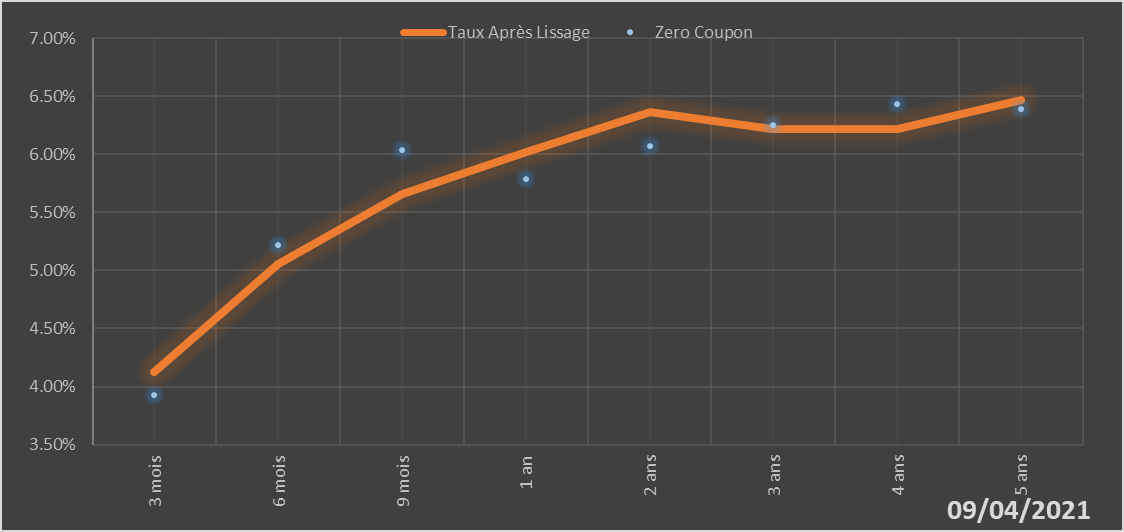 Taux Après Lissage
Zero Coupon
7.00%
6.50%
6.00%
5.50%
5.00%
4.50%
4.00%
3.50%
3 mois
6 mois
9 mois
1 an
2 ans
3 ans
4 ans
5 ans
09/04/2021